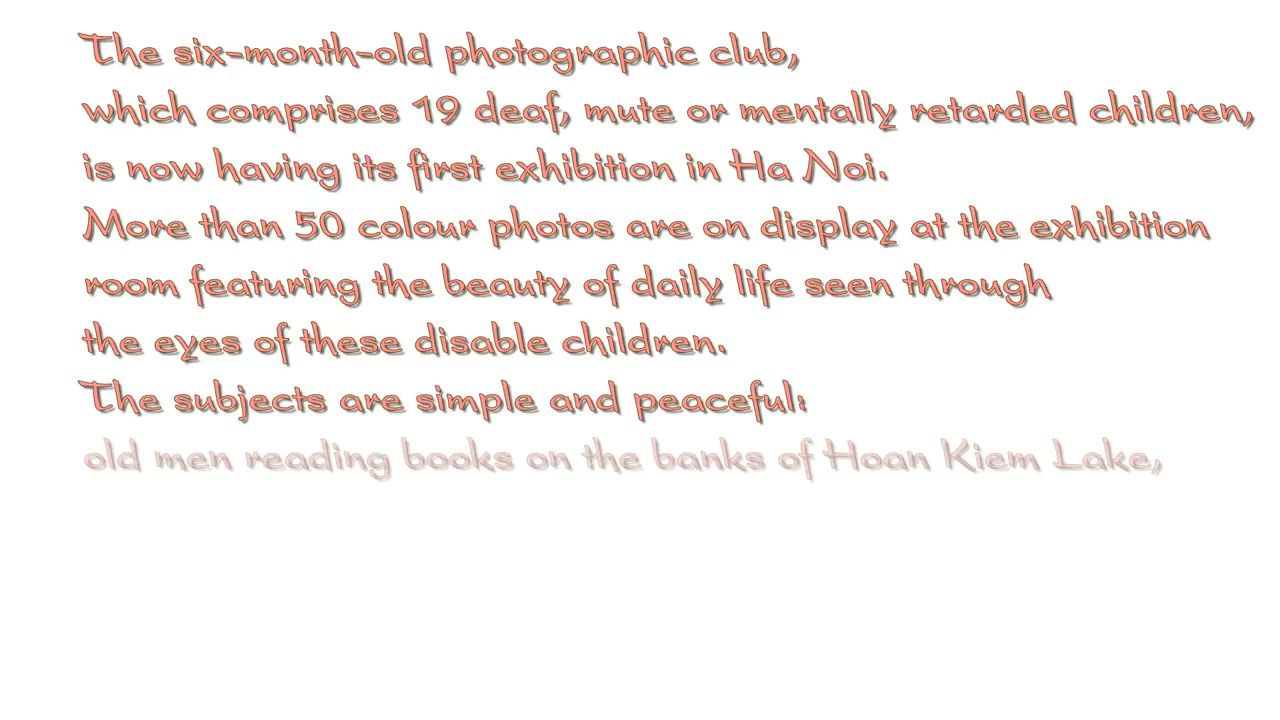 The six-month-old photographic club,
which comprises 19 deaf, mute or mentally retarded children,
is now having its first exhibition in Ha Noi.
More than 50 colour photos are on display at the exhibition
room featuring the beauty of daily life seen through
the eyes of these disable children.
The subjects are simple and peaceful:
old men reading books on the banks of Hoan Kiem Lake,